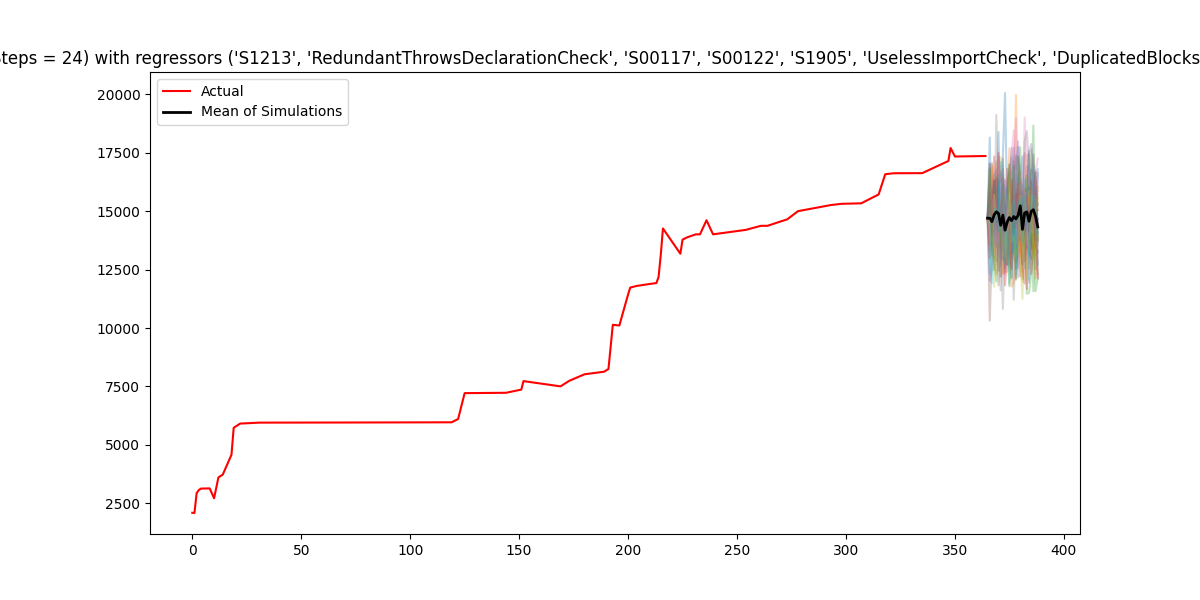 = 24) with regressors ('S1213', 'RedundantThrowsDeclarationCheck', 'S00117', 'S00122', 'S1905', 'UselessImportCheck', 'DuplicatedBlocks
Actual
Mean of Simulations
20000
17500
15000
12500
10000
7500
5000
2500
0 50 100 150 200 250 300 350 400